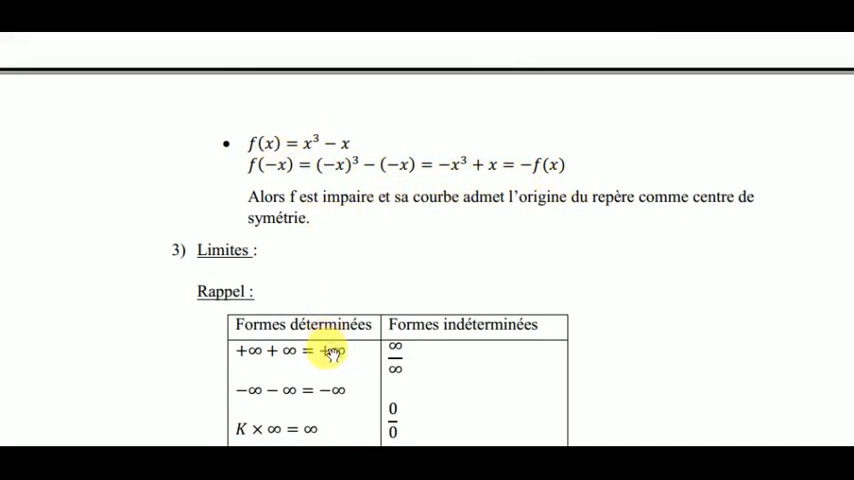 • f(x) = x³ − x
f(−x) = (−x)³ − (−x) = −x³ + x = −f(x)
Alors f est impaire et sa courbe admet l’origine du repère comme centre de
symétrie.
3) Limites :
Rappel :
Formes déterminées Formes indéterminées
+∞ + ∞ = +∞ ∞/∞
−∞ − ∞ = −∞
K × ∞ = ∞ 0/0